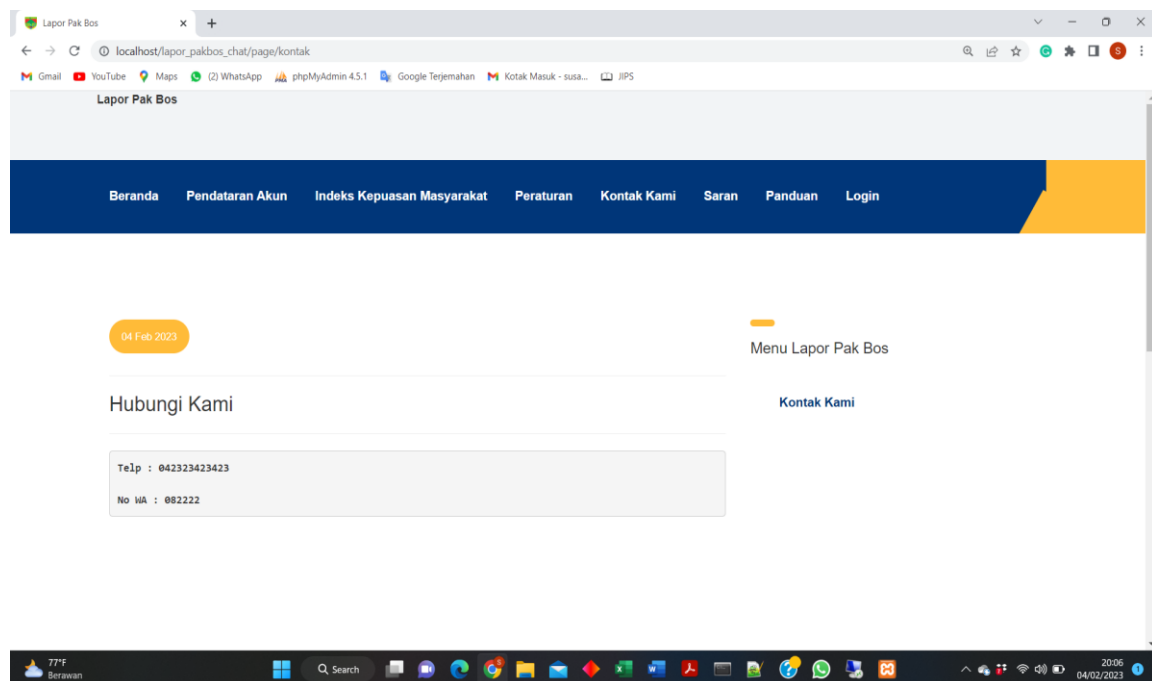 Lapor Pak Bos
localhost/lapor_pakbos_chat/page/kontak
Gmail YouTube Maps (2) WhatsApp phpMyAdmin 4.5.1 Google Terjemahan Kotak Masuk - susa... JIPS
Lapor Pak Bos
Beranda Pendataran Akun Indeks Kepuasan Masyarakat Peraturan Kontak Kami Saran Panduan Login
04 Feb 2023
Menu Lapor Pak Bos
Hubungi Kami
Kontak Kami
Telp : 042323423423
No WA : 082222
77°F
Berawan
Search
20:06
04/02/2023